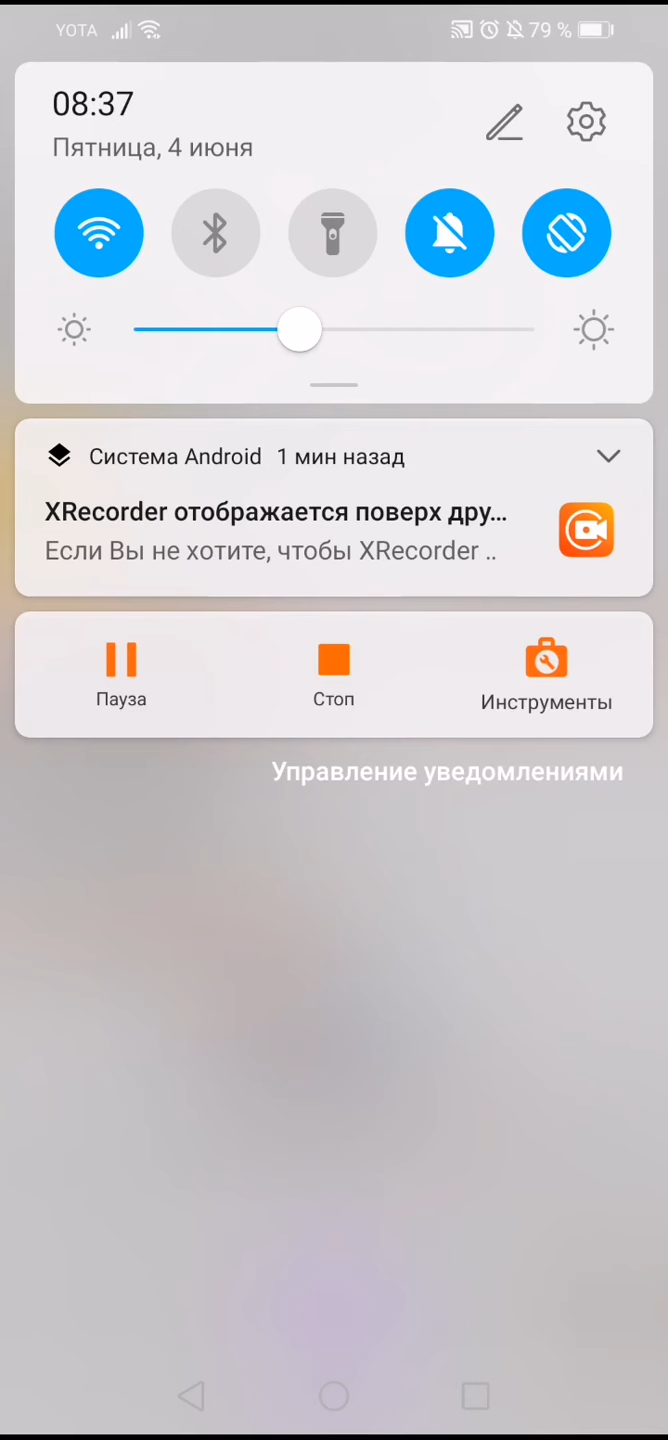 YOTA 79 %
08:37
Пятница, 4 июня
Система Android 1 мин назад
XRecorder отображается поверх дру...
Если Вы не хотите, чтобы XRecorder ..
Пауза Стоп Инструменты
Управление уведомлениями